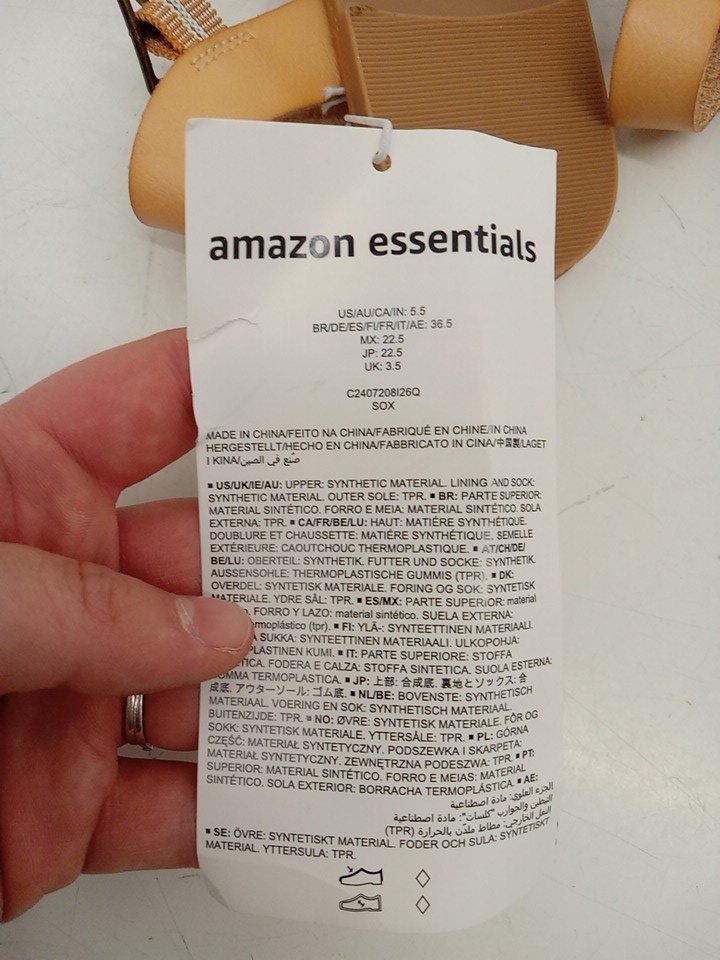 amazon essentials
US/AU/CA/IN: 5.5
BR/DE/ES/FI/FR/IT/AE: 36.5
MX: 22.5
JP: 22.5
UK: 3.5
C2407208I26Q
SOX
MADE IN CHINA/FEITO NA CHINA/FABRIQUÉ EN CHINE/IN CHINA
HERGESTELLT/HECHO EN CHINA/FABBRICATO IN CINA/中国製/LAGET
I KINA/صنع في الصين
▪ US/UK/IE/AU: UPPER: SYNTHETIC MATERIAL. LINING AND SOCK:
SYNTHETIC MATERIAL. OUTER SOLE: TPR. ▪ BR: PARTE SUPERIOR:
MATERIAL SINTÉTICO. FORRO E MEIA: MATERIAL SINTÉTICO. SOLA
EXTERNA: TPR. ▪ CA/FR/BE/LU: HAUT: MATIÉRE SYNTHÉTIQUE.
DOUBLURE ET CHAUSSETTE: MATIÉRE SYNTHÉTIQUE. SEMELLE
EXTÉRIEURE: CAOUTCHOUC THERMOPLASTIQUE. ▪ AT/CH/DE/
BE/LU: OBERTEIL: SYNTHETIK. FUTTER UND SOCKE: SYNTHETIK.
AUSSENSOHLE: THERMOPLASTISCHE GUMMIS (TPR). ▪ DK:
OVERDEL: SYNTETISK MATERIALE. FORING OG SOK: SYNTETISK
MATERIALE. YDRE SÅL: TPR. ▪ ES/MX: PARTE SUPERIOR: material
FORRO Y LAZO: material sintético. SUELA EXTERNA:
ermoplástico (tpr). ▪ FI: YLÄ-: SYNTEETTINEN MATERIAALI.
SUKKA: SYNTEETTINEN MATERIAALI. ULKOPOHJA:
PLASTINEN KUMI. ▪ IT: PARTE SUPERIORE: STOFFA
TICA. FODERA E CALZA: STOFFA SINTETICA. SUOLA ESTERNA:
OMMA TERMOPLASTICA. ▪ JP: 上部: 合成底. 裏地とソックス: 合
成底. アウターソール: ゴム底. ▪ NL/BE: BOVENSTE: SYNTHETISCH
MATERIAAL. VOERING EN SOK: SYNTHETISCH MATERIAAL.
BUITENZIJDE: TPR. ▪ NO: ØVRE: SYNTETISK MATERIALE. FÔR OG
SOKK: SYNTETISK MATERIALE. YTTERSÅLE: TPR. ▪ PL: GÓRNA
CZĘŚĆ: MATERIAŁ SYNTETYCZNY. PODSZEWKA I SKARPETA:
MATERIAŁ SYNTETYCZNY. ZEWNĘTRZNA PODESZWA: TPR. ▪ PT:
SUPERIOR: MATERIAL SINTÉTICO. FORRO E MEIAS: MATERIAL
SINTÉTICO. SOLA EXTERIOR: BORRACHA TERMOPLÁSTICA. ▪ AE:
الجزء العلوي: مادة اصطناعية
التبطين والجوارب "كلسات": مادة اصطناعية
النعل الخارجي: مطاط ملدّن بالحرارة (TPR)
▪ SE: ÖVRE: SYNTETISKT MATERIAL. FODER OCH SULA: SYNTETISKT
MATERIAL. YTTERSULA: TPR.